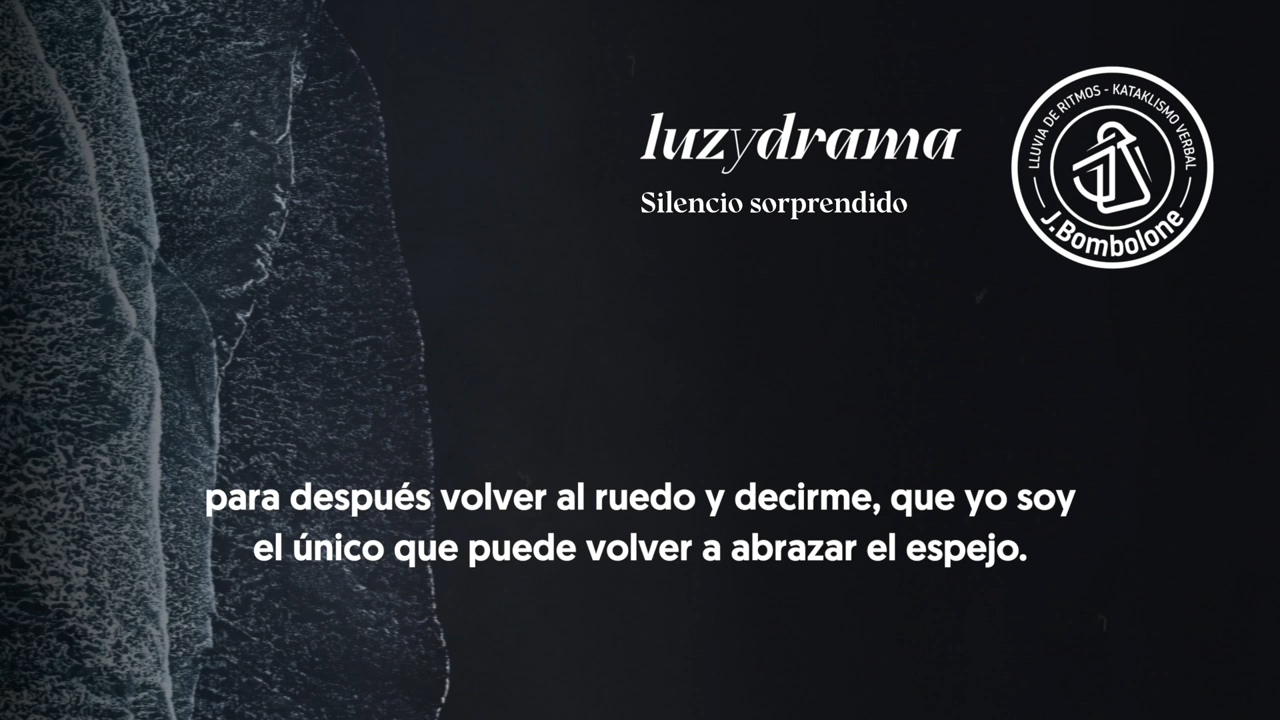 luzydrama
Silencio sorprendido
LLUVIA DE RITMOS - KATAKLISMO VERBAL
J.Bombolone
para después volver al ruedo y decirme, que yo soy
el único que puede volver a abrazar el espejo.